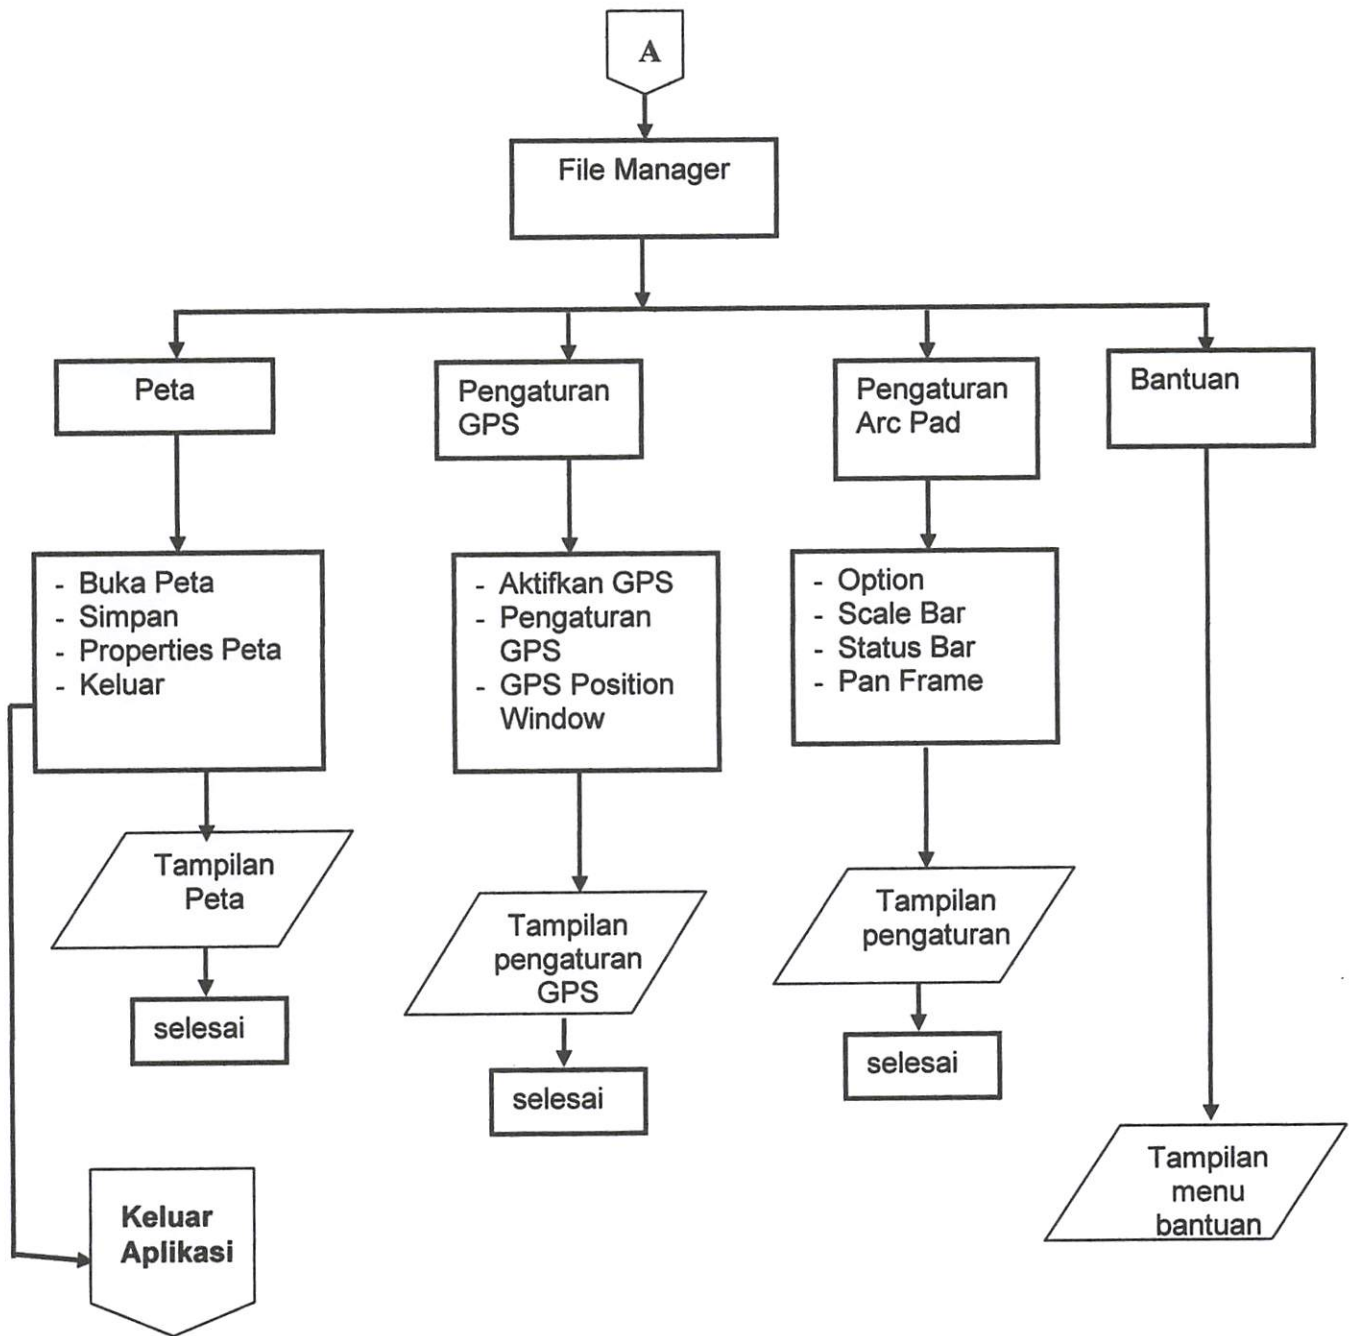 A
File Manager
Peta
Pengaturan
GPS
Pengaturan
Arc Pad
Bantuan
- Buka Peta
- Simpan
- Properties Peta
- Keluar
- Aktifkan GPS
- Pengaturan
GPS
- GPS Position
Window
- Option
- Scale Bar
- Status Bar
- Pan Frame
Tampilan
Peta
Tampilan
pengaturan
GPS
Tampilan
pengaturan
selesai
selesai
selesai
Tampilan
menu
bantuan
Keluar
Aplikasi